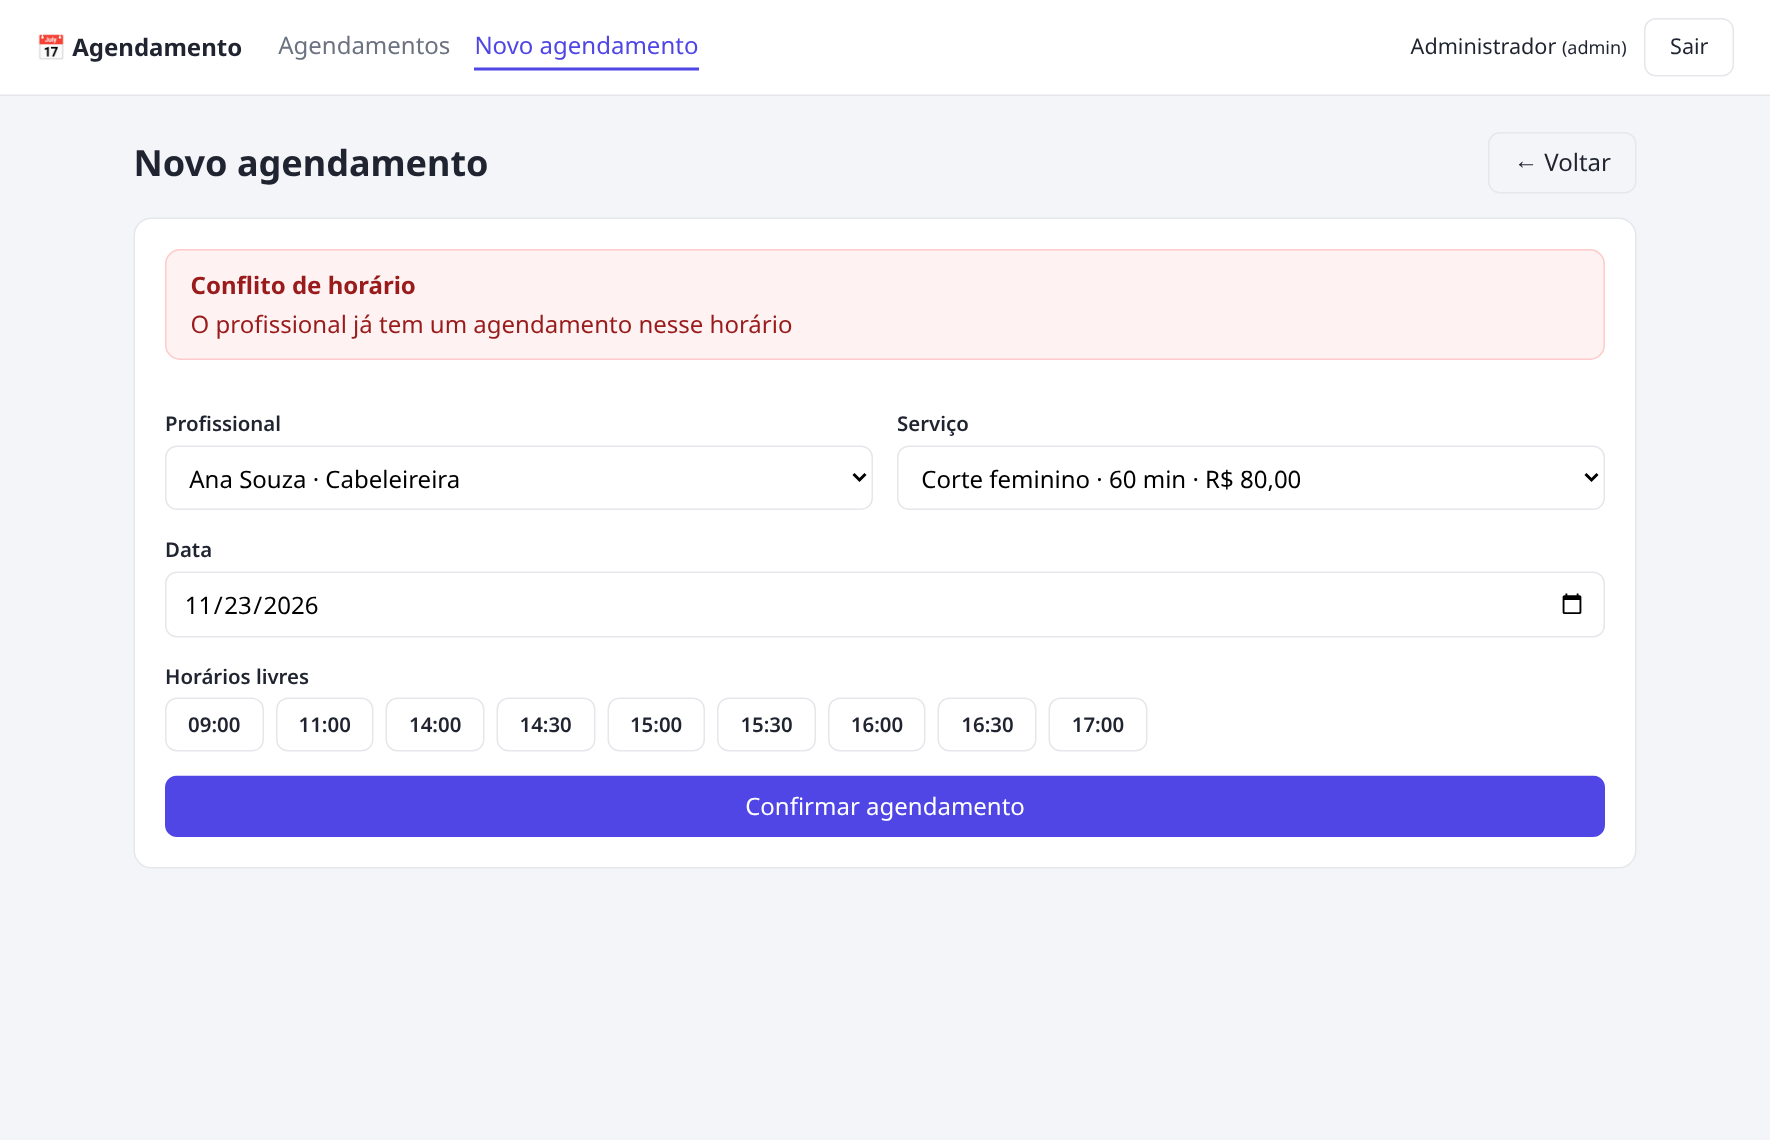 📅 Agendamento Agendamentos Novo agendamento Administrador (admin) Sair
Novo agendamento ← Voltar
Conflito de horário
O profissional já tem um agendamento nesse horário
Profissional Serviço
Ana Souza · Cabeleireira Corte feminino · 60 min · R$ 80,00
Data
11/23/2026
Horários livres
09:00 11:00 14:00 14:30 15:00 15:30 16:00 16:30 17:00
Confirmar agendamento